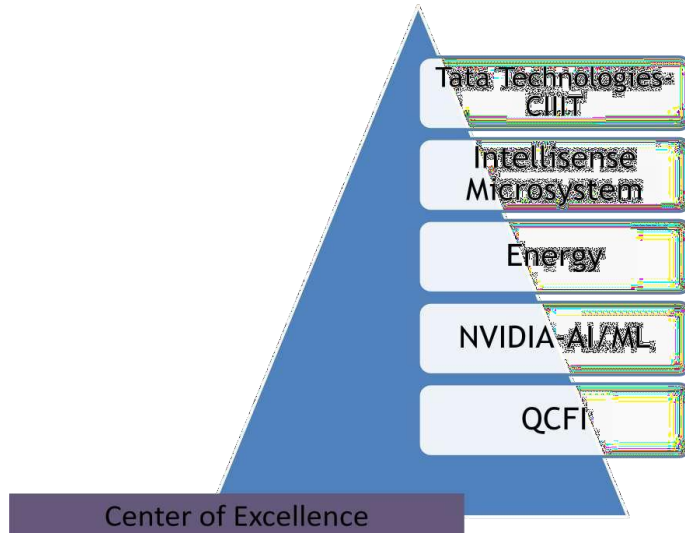 Tata Technologies-
CIIIT
Intellisense
Microsystem
Energy
NVIDIA-AI/ML
QCFI
Center of Excellence